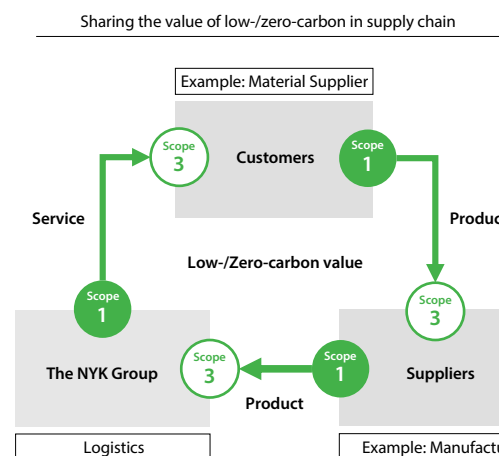 Sharing the value of low-/zero-carbon in supply chain
Example: Material Supplier
Scope
3
Customers
Scope
1
Service
Produc
Low-/Zero-carbon value
Scope
1
Scope
3
The NYK Group
Scope
3
Scope
1
Suppliers
Product
Logistics
Example: Manufactu